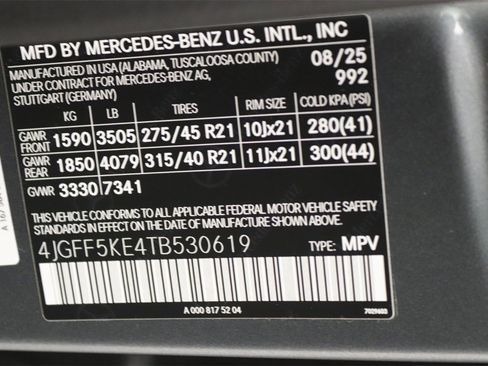 MFD BY MERCEDES-BENZ U.S. INTL., INC
MANUFACTURED IN USA (ALABAMA, TUSCALOOSA COUNTY) 08/25
UNDER CONTRACT FOR MERCEDES-BENZ AG, 992
STUTTGART (GERMANY)
KG LB TIRES RIM SIZE COLD KPA (PSI)
GAWR FRONT 1590 3505 275/45 R21 10Jx21 280(41)
GAWR REAR 1850 4079 315/40 R21 11Jx21 300(44)
GVWR 3330 7341
THIS VEHICLE CONFORMS TO ALL APPLICABLE FEDERAL MOTOR VEHICLE SAFETY
STANDARDS IN EFFECT ON THE DATE OF MANUFACTURE SHOWN ABOVE
4JGFF5KE4TB530619 TYPE: MPV
A 000 817 52 04 7029603